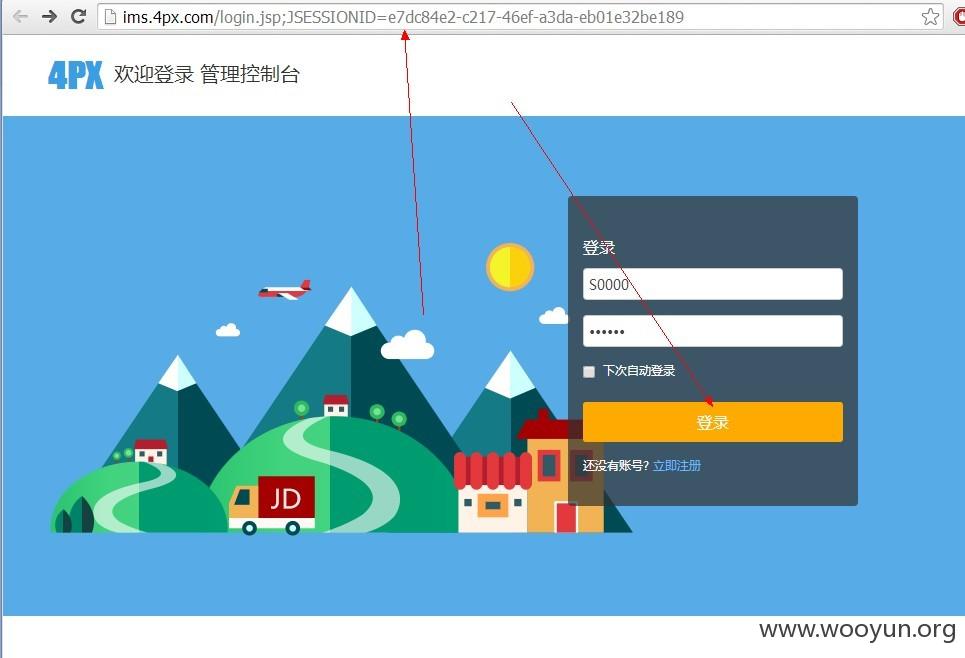 ims.4px.com/login.jsp;JSESSIONID=e7dc84e2-c217-46ef-a3da-eb01e32be189
4PX 欢迎登录 管理控制台
登录
S0000
••••••
下次自动登录
登录
还没有账号? 立即注册
JD
www.wooyun.org